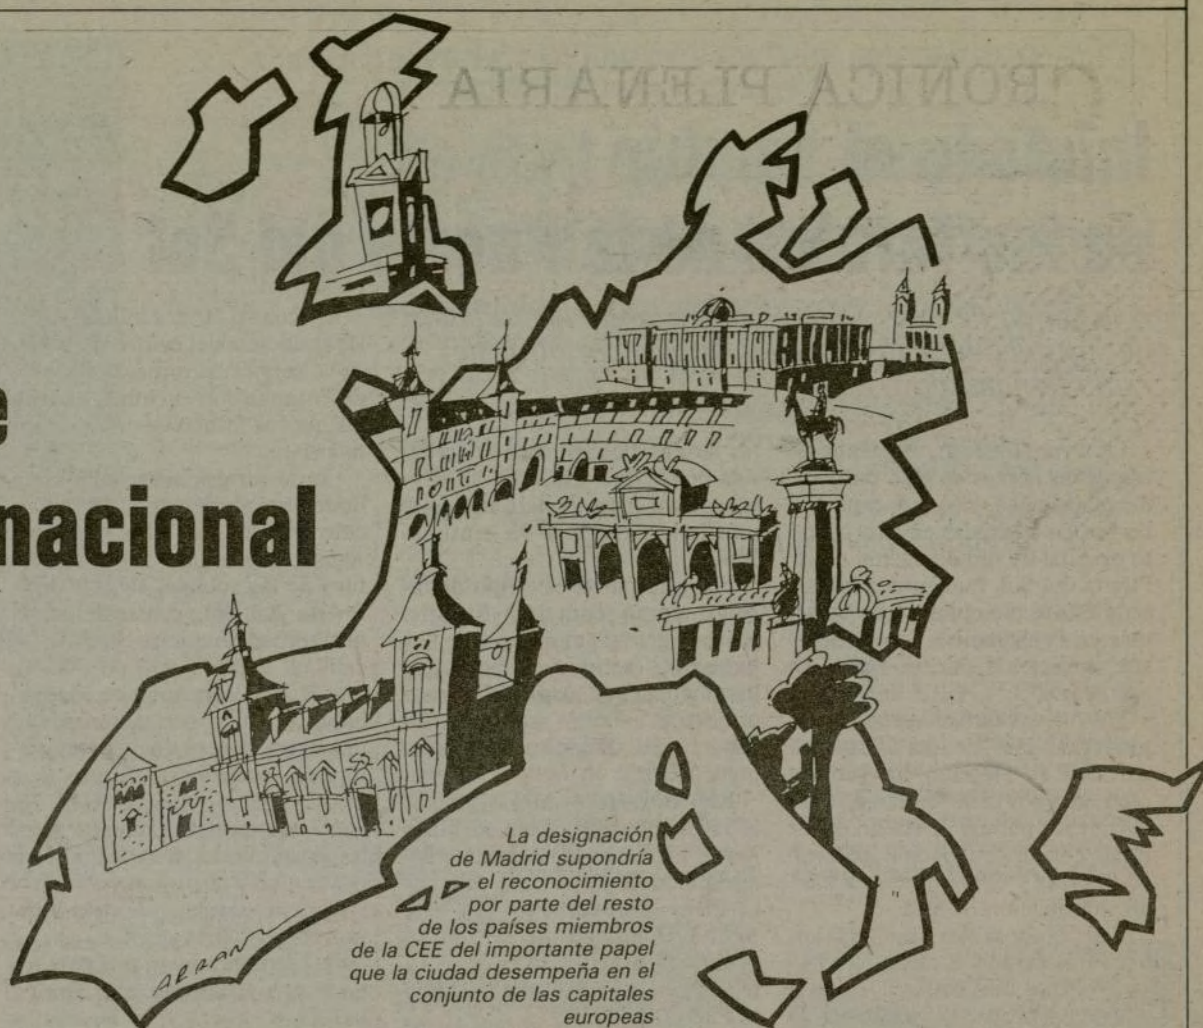 e
nacional
La designación
de Madrid supondría
el reconocimiento
por parte del resto
de los países miembros
de la CEE del importante papel
que la ciudad desempeña en el
conjunto de las capitales
europeas